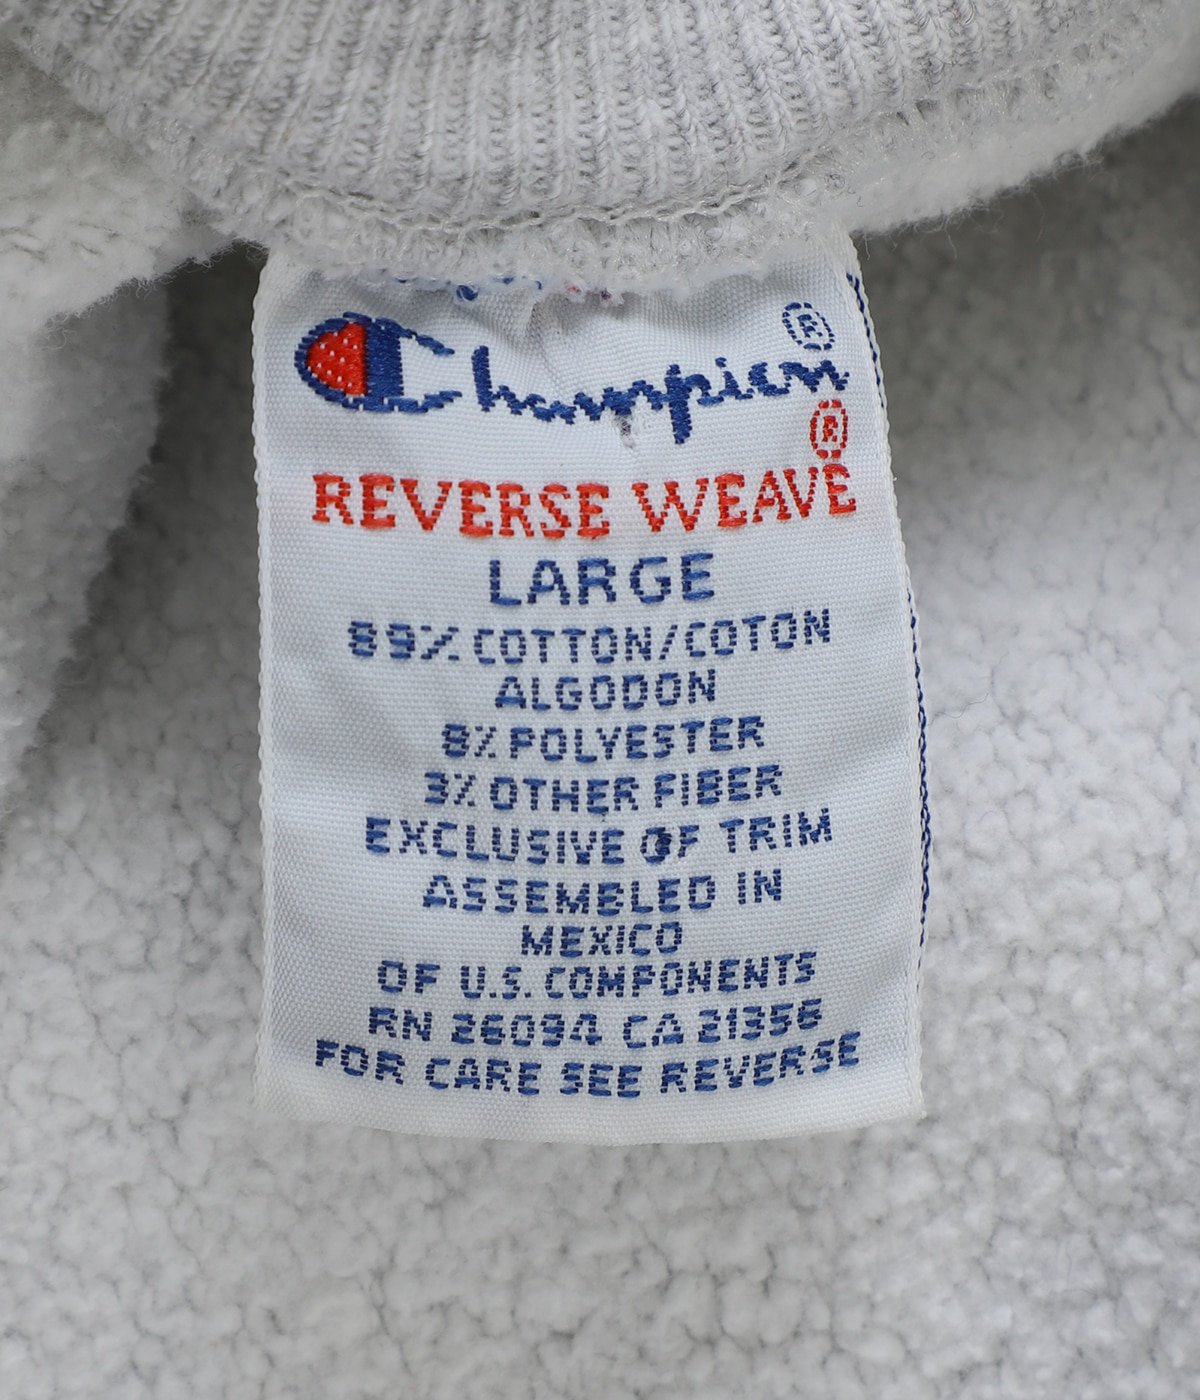 Champion®
®
REVERSE WEAVE
LARGE
89% COTTON/COTON
ALGODON
8% POLYESTER
3% OTHER FIBER
EXCLUSIVE OF TRIM
ASSEMBLED IN
MEXICO
OF U.S. COMPONENTS
RN 26094 CA 21356
FOR CARE SEE REVERSE